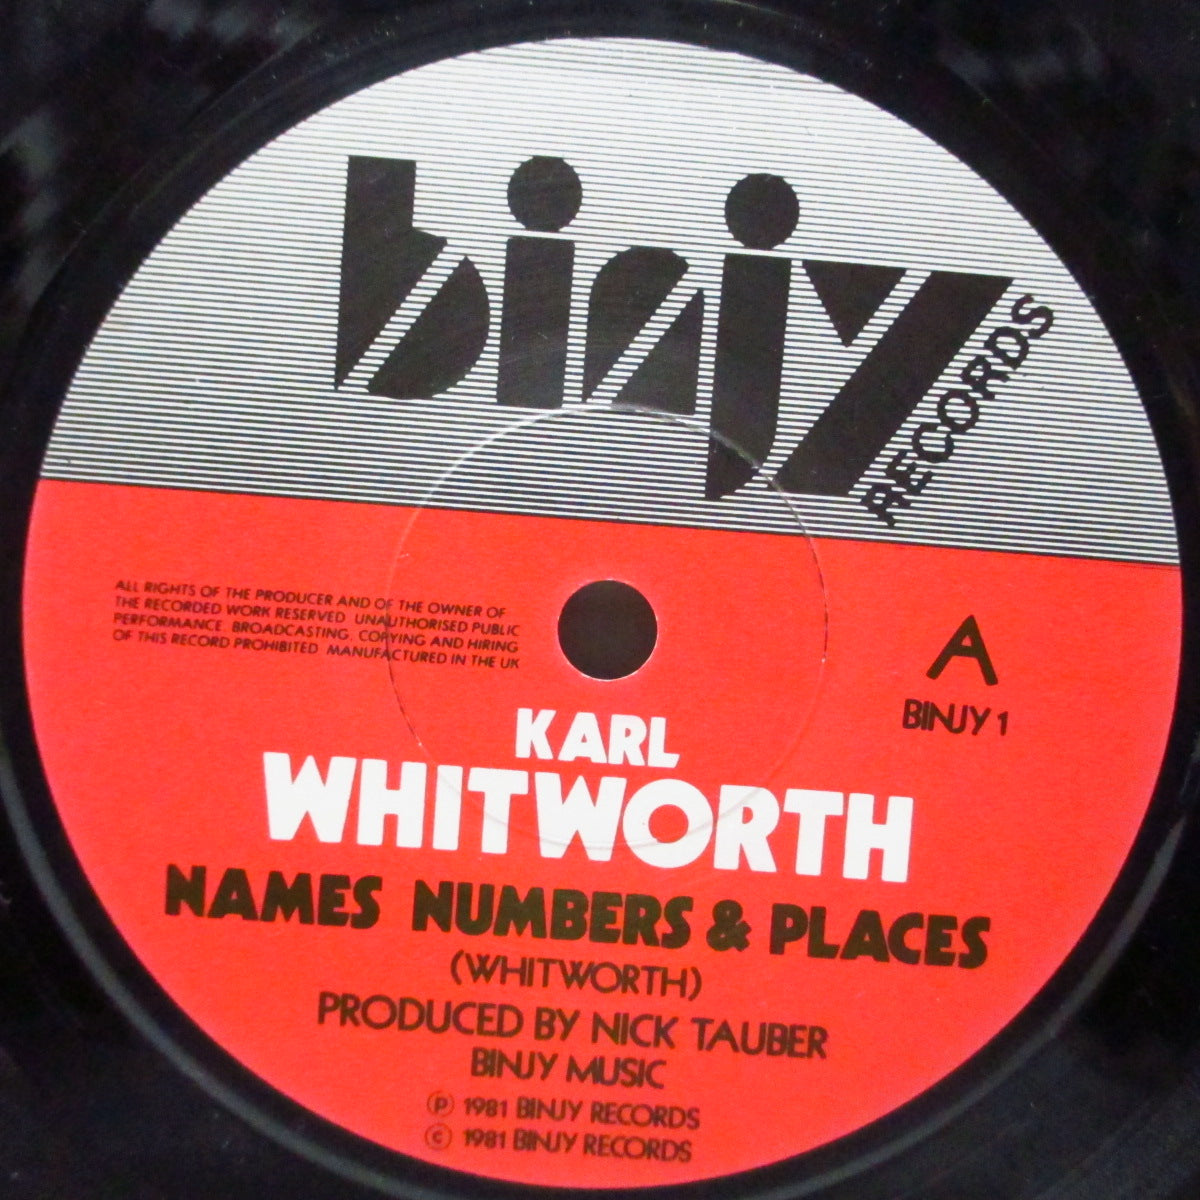 binjy
RECORDS
ALL RIGHTS OF THE PRODUCER AND OF THE OWNER OF
THE RECORDED WORK RESERVED UNAUTHORISED PUBLIC
PERFORMANCE. BROADCASTING. COPYING AND HIRING
OF THIS RECORD PROHIBITED MANUFACTURED IN THE UK
A
BINJY 1
KARL
WHITWORTH
NAMES NUMBERS & PLACES
(WHITWORTH)
PRODUCED BY NICK TAUBER
BINJY MUSIC
℗ 1981 BINJY RECORDS
© 1981 BINJY RECORDS